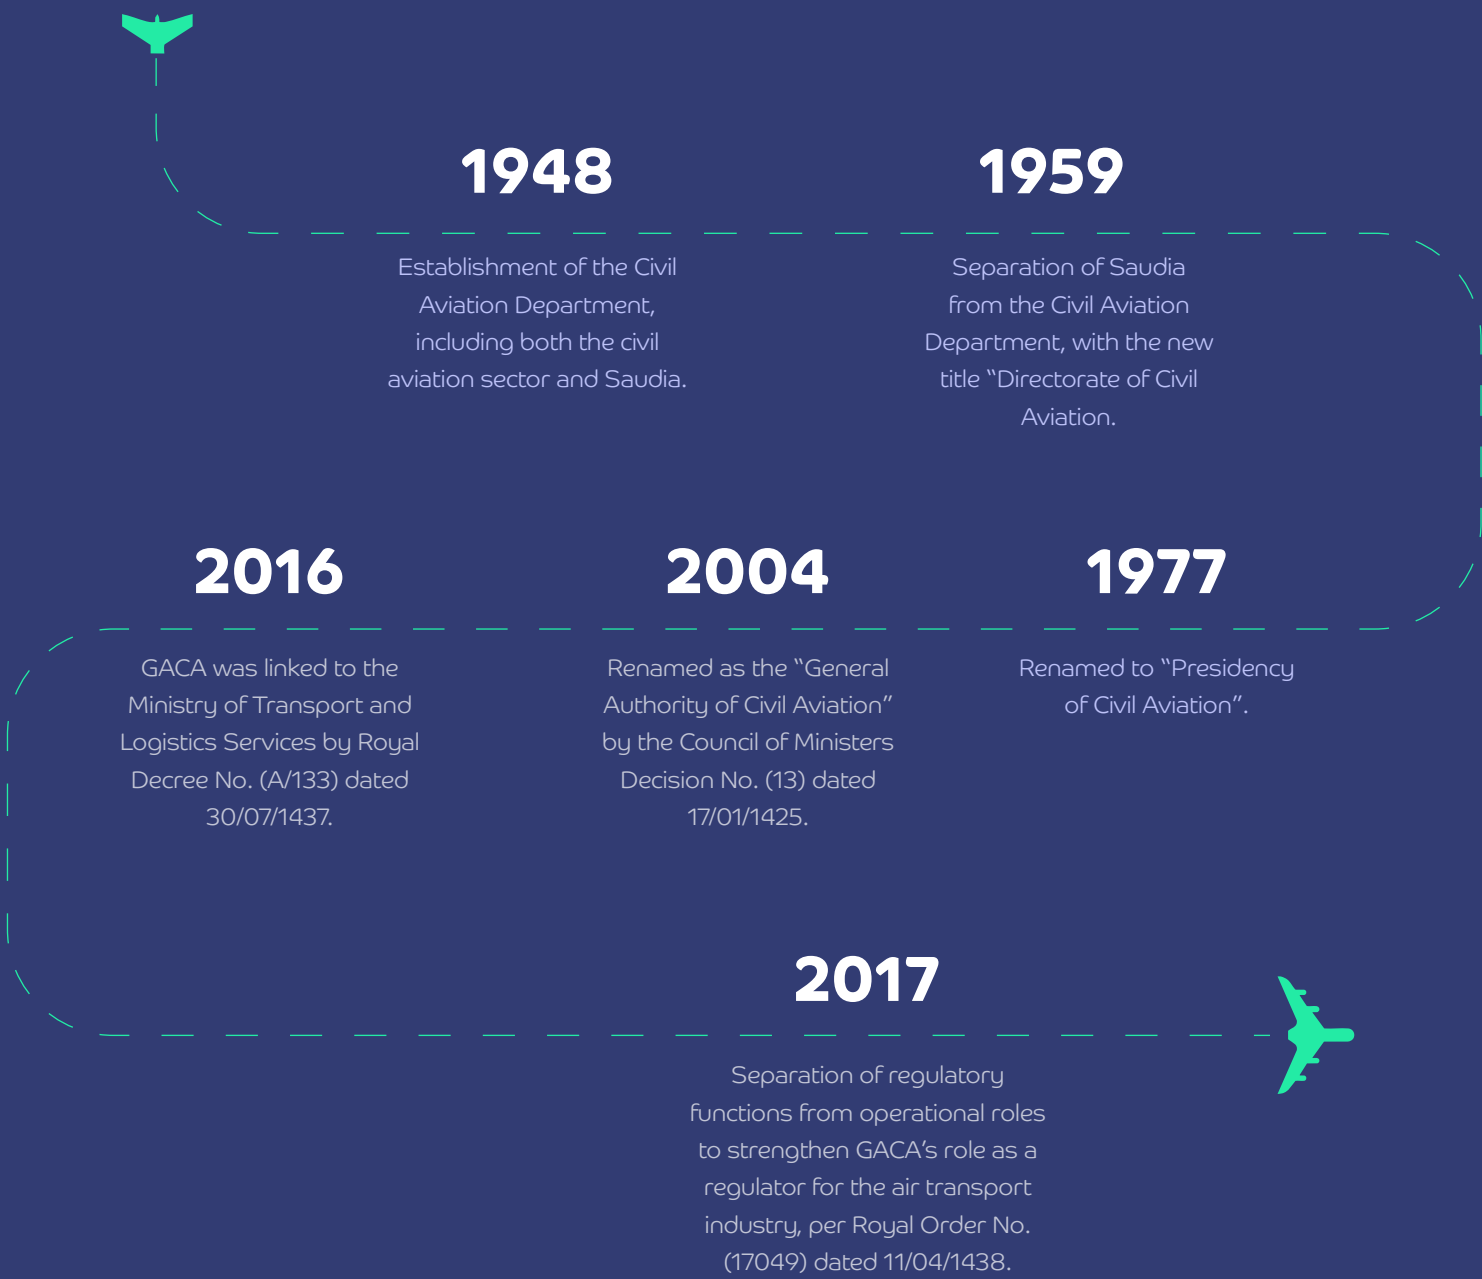 1948
Establishment of the Civil
Aviation Department,
including both the civil
aviation sector and Saudia.
1959
Separation of Saudia
from the Civil Aviation
Department, with the new
title “Directorate of Civil
Aviation.
1977
Renamed to “Presidency
of Civil Aviation”.
2004
Renamed as the “General
Authority of Civil Aviation”
by the Council of Ministers
Decision No. (13) dated
17/01/1425.
2016
GACA was linked to the
Ministry of Transport and
Logistics Services by Royal
Decree No. (A/133) dated
30/07/1437.
2017
Separation of regulatory
functions from operational roles
to strengthen GACA’s role as a
regulator for the air transport
industry, per Royal Order No.
(17049) dated 11/04/1438.